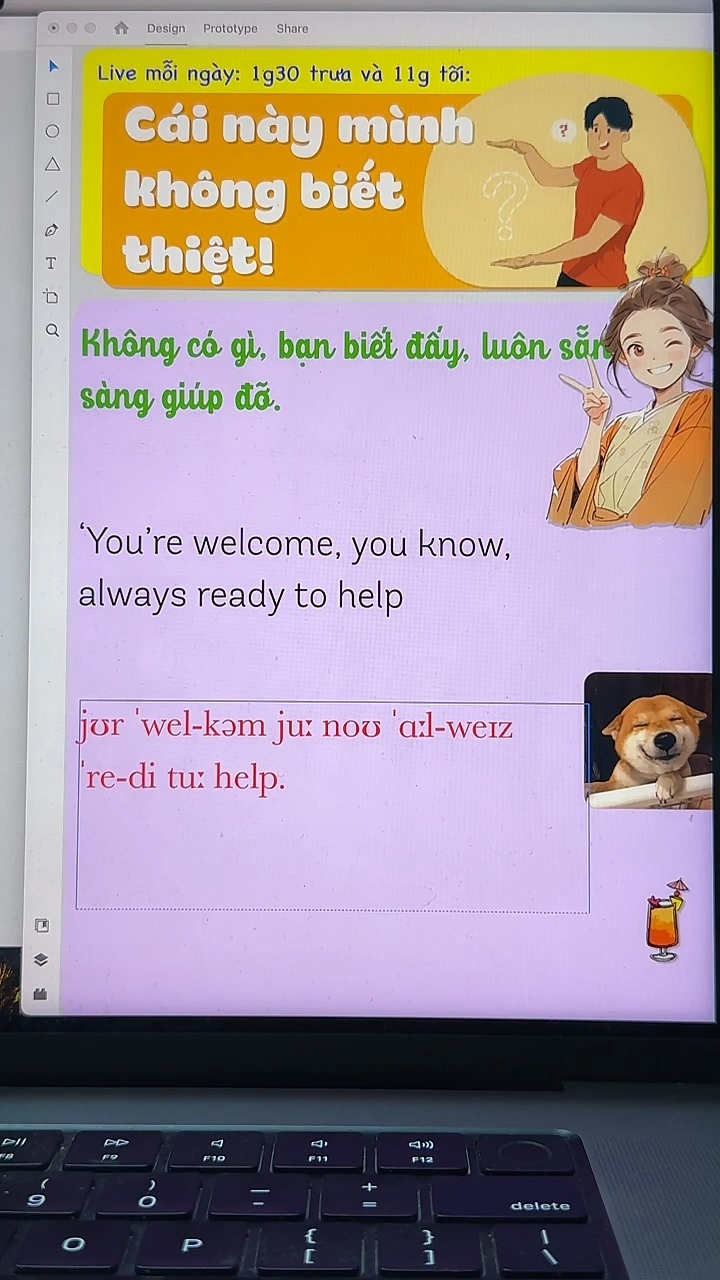 Design Prototype Share
Live mỗi ngày: 1g30 trưa và 11g tối:
Cái này mình
không biết
thiệt!
?
?
Không có gì, bạn biết đấy, luôn sẵn
sàng giúp đỡ.
‘You’re welcome, you know,
always ready to help
jʊr ˈwel-kəm juː noʊ ˈɑːl-weɪz
ˈre-di tuː help.
T
F8 F9 F10 F11 F12
( ) _ +
9 0 - = delete
{ } |
O P [ ] \